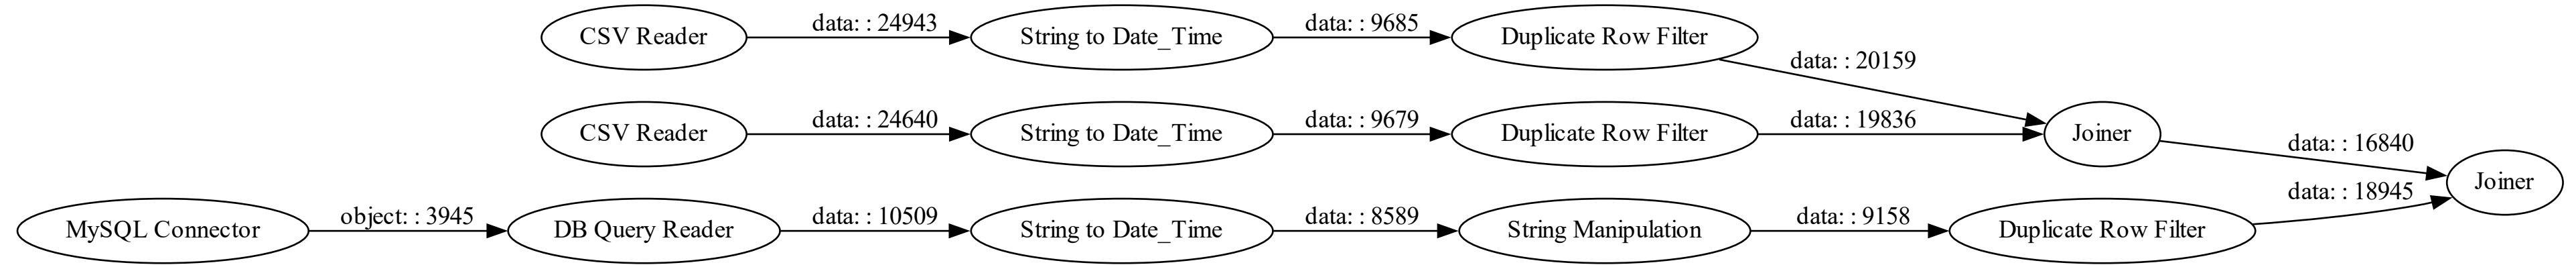 CSV Reader
data: : 24943
String to Date_Time
data: : 9685
Duplicate Row Filter
data: : 20159
CSV Reader
data: : 24640
String to Date_Time
data: : 9679
Duplicate Row Filter
data: : 19836
Joiner
data: : 16840
MySQL Connector
object: : 3945
DB Query Reader
data: : 10509
String to Date_Time
data: : 8589
String Manipulation
data: : 9158
Duplicate Row Filter
data: : 18945
Joiner